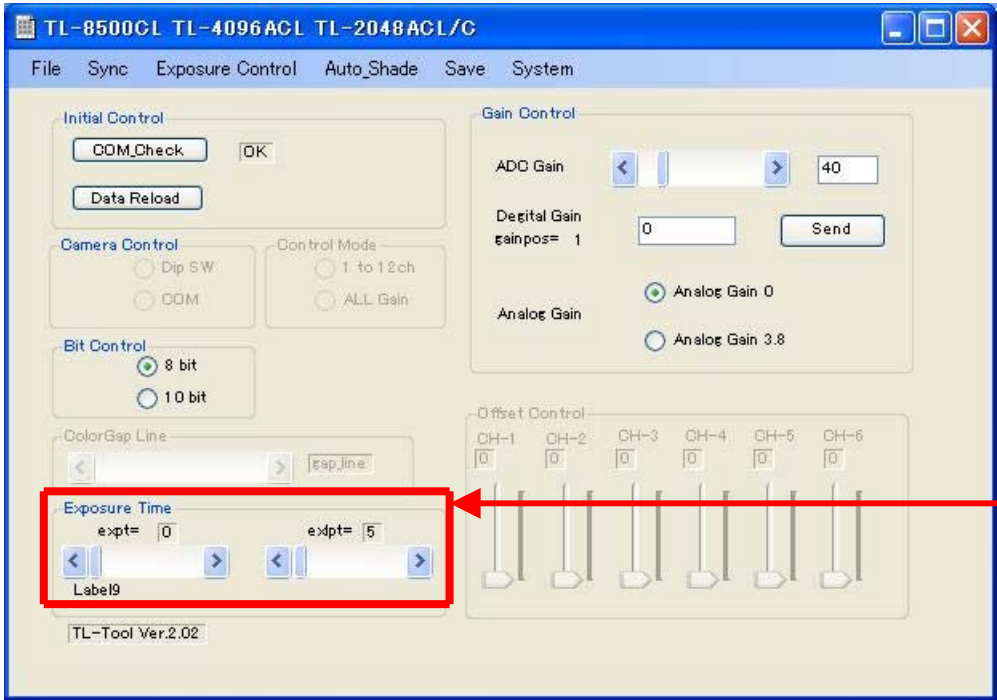 TL-8500CL TL-4096ACL TL-2048ACL/C
File Sync Exposure Control Auto_Shade Save System
Initial Control
COM_Check OK
Data Reload
Camera Control
Dip SW
COM
Control Mode
1 to 12ch
ALL Gain
Bit Control
8 bit
10 bit
ColorGap Line
gap_line
Exposure Time
expt= 0 exlpt= 5
Label9
TL-Tool Ver.2.02
Gain Control
ADC Gain 40
Degital Gain
gainpos= 1 0 Send
Analog Gain
Analog Gain 0
Analog Gain 3.8
Offset Control
CH-1 CH-2 CH-3 CH-4 CH-5 CH-6
0 0 0 0 0 0